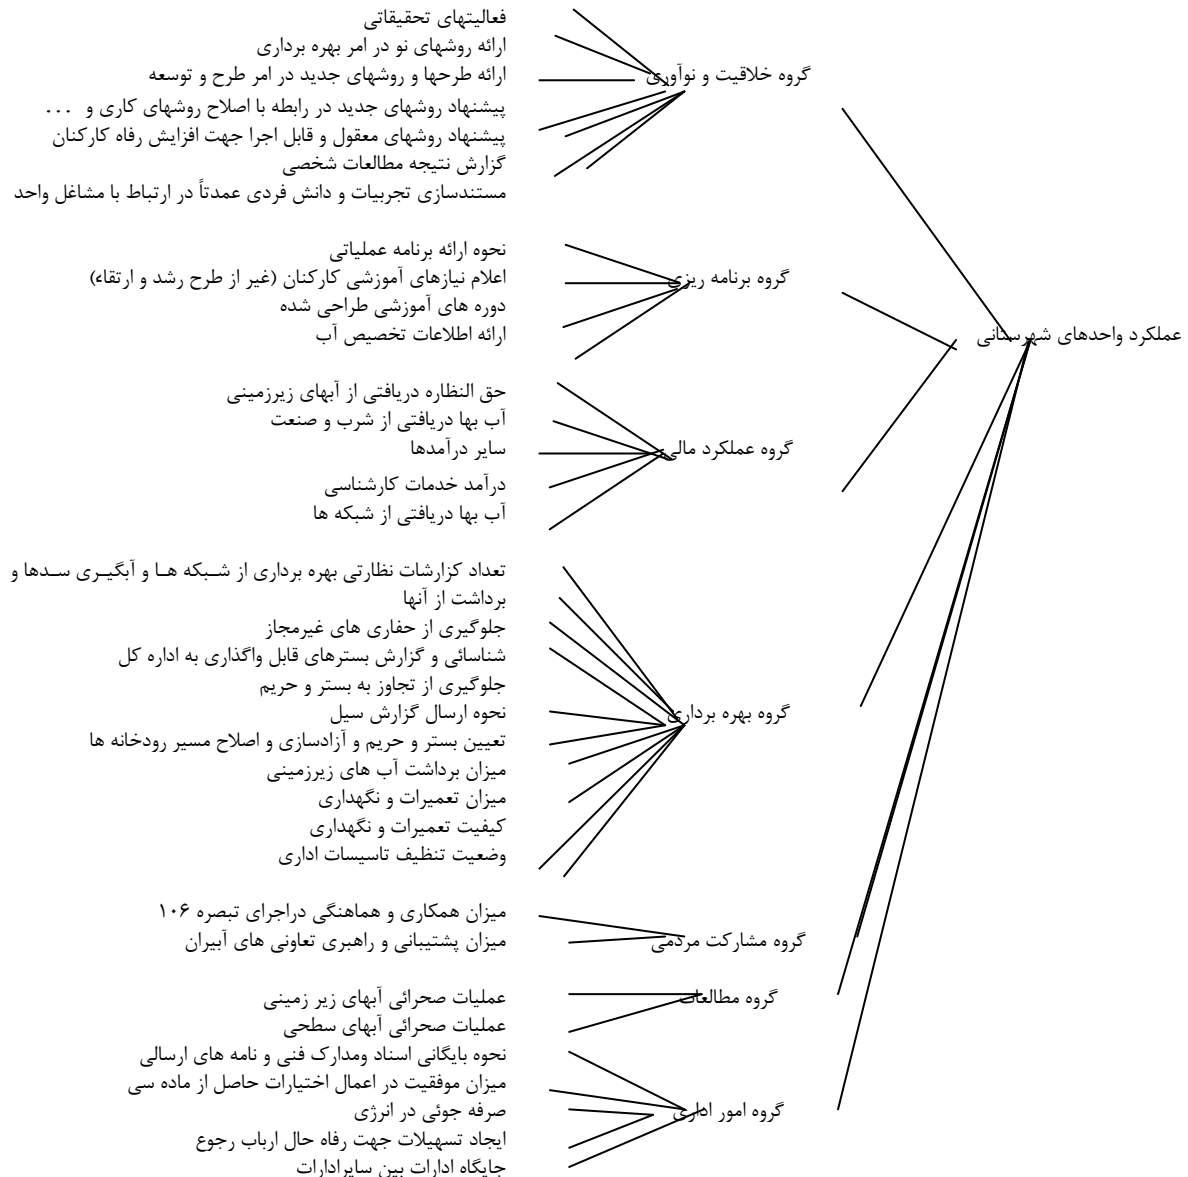 عملکرد واحدهای شهرستانی
گروه خلاقیت و نوآوری
فعالیتهای تحقیقاتی
ارائه روشهای نو در امر بهره برداری
ارائه طرحها و روشهای جدید در امر طرح و توسعه
پیشنهاد روشهای جدید در رابطه با اصلاح روشهای کاری و ...
پیشنهاد روشهای معقول و قابل اجرا جهت افزایش رفاه کارکنان
گزارش نتیجه مطالعات شخصی
مستندسازی تجربیات و دانش فردی عمدتاً در ارتباط با مشاغل واحد
گروه برنامه ریزی
نحوه ارائه برنامه عملیاتی
اعلام نیازهای آموزشی کارکنان (غیر از طرح رشد و ارتقاء)
دوره های آموزشی طراحی شده
ارائه اطلاعات تخصیص آب
گروه عملکرد مالی
حق النظاره دریافتی از آبهای زیرزمینی
آب بها دریافتی از شرب و صنعت
سایر درآمدها
درآمد خدمات کارشناسی
آب بها دریافتی از شبکه ها
گروه بهره برداری
تعداد کزارشات نظارتی بهره برداری از شـبکه هـا و آبگیـری سـدها و
برداشت از آنها
جلوگیری از حفاری های غیرمجاز
شناسائی و گزارش بسترهای قابل واگذاری به اداره کل
جلوگیری از تجاوز به بستر و حریم
نحوه ارسال گزارش سیل
تعیین بستر و حریم و آزادسازی و اصلاح مسیر رودخانه ها
میزان برداشت آب های زیرزمینی
میزان تعمیرات و نگهداری
کیفیت تعمیرات و نگهداری
وضعیت تنظیف تاسیسات اداری
گروه مشارکت مردمی
میزان همکاری و هماهنگی دراجرای تبصره ۱۰۶
میزان پشتیبانی و راهبری تعاونی های آبیران
گروه مطالعات
عملیات صحرائی آبهای زیر زمینی
عملیات صحرائی آبهای سطحی
گروه امور اداری
نحوه بایگانی اسناد ومدارک فنی و نامه های ارسالی
میزان موفقیت در اعمال اختیارات حاصل از ماده سی
صرفه جوئی در انرژی
ایجاد تسهیلات جهت رفاه حال ارباب رجوع
جایگاه ادارات بین سایرادارات